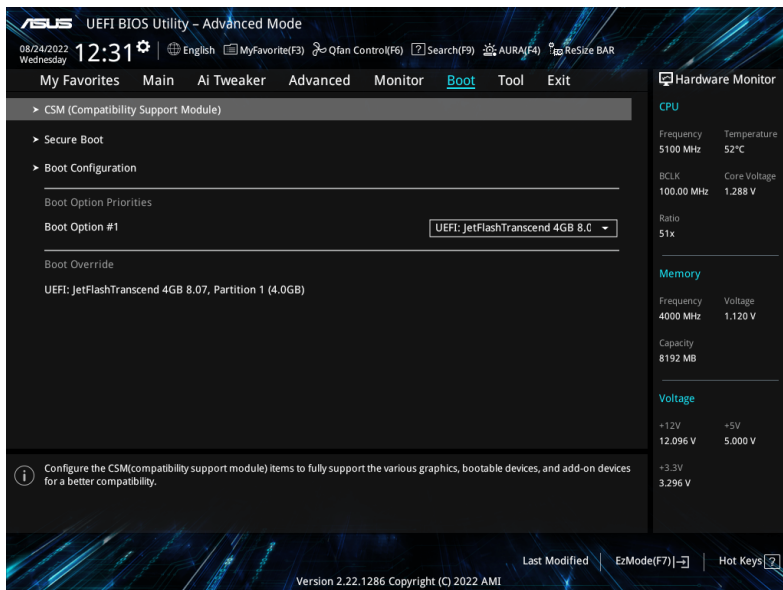 ASUS UEFI BIOS Utility – Advanced Mode
08/24/2022 Wednesday 12:31 English MyFavorite(F3) Qfan Control(F6) ? Search(F9) AURA(F4) ReSize BAR
My Favorites Main Ai Tweaker Advanced Monitor Boot Tool Exit
Hardware Monitor
> CSM (Compatibility Support Module)
> Secure Boot
> Boot Configuration
Boot Option Priorities
Boot Option #1 UEFI: JetFlashTranscend 4GB 8.0
Boot Override
UEFI: JetFlashTranscend 4GB 8.07, Partition 1 (4.0GB)
CPU
Frequency Temperature
5100 MHz 52°C
BCLK Core Voltage
100.00 MHz 1.288 V
Ratio
51x
Memory
Frequency Voltage
4000 MHz 1.120 V
Capacity
8192 MB
Voltage
+12V +5V
12.096 V 5.000 V
+3.3V
3.296 V
i Configure the CSM(compatibility support module) items to fully support the various graphics, bootable devices, and add-on devices
for a better compatibility.
Last Modified EzMode(F7) Hot Keys ?
Version 2.22.1286 Copyright (C) 2022 AMI